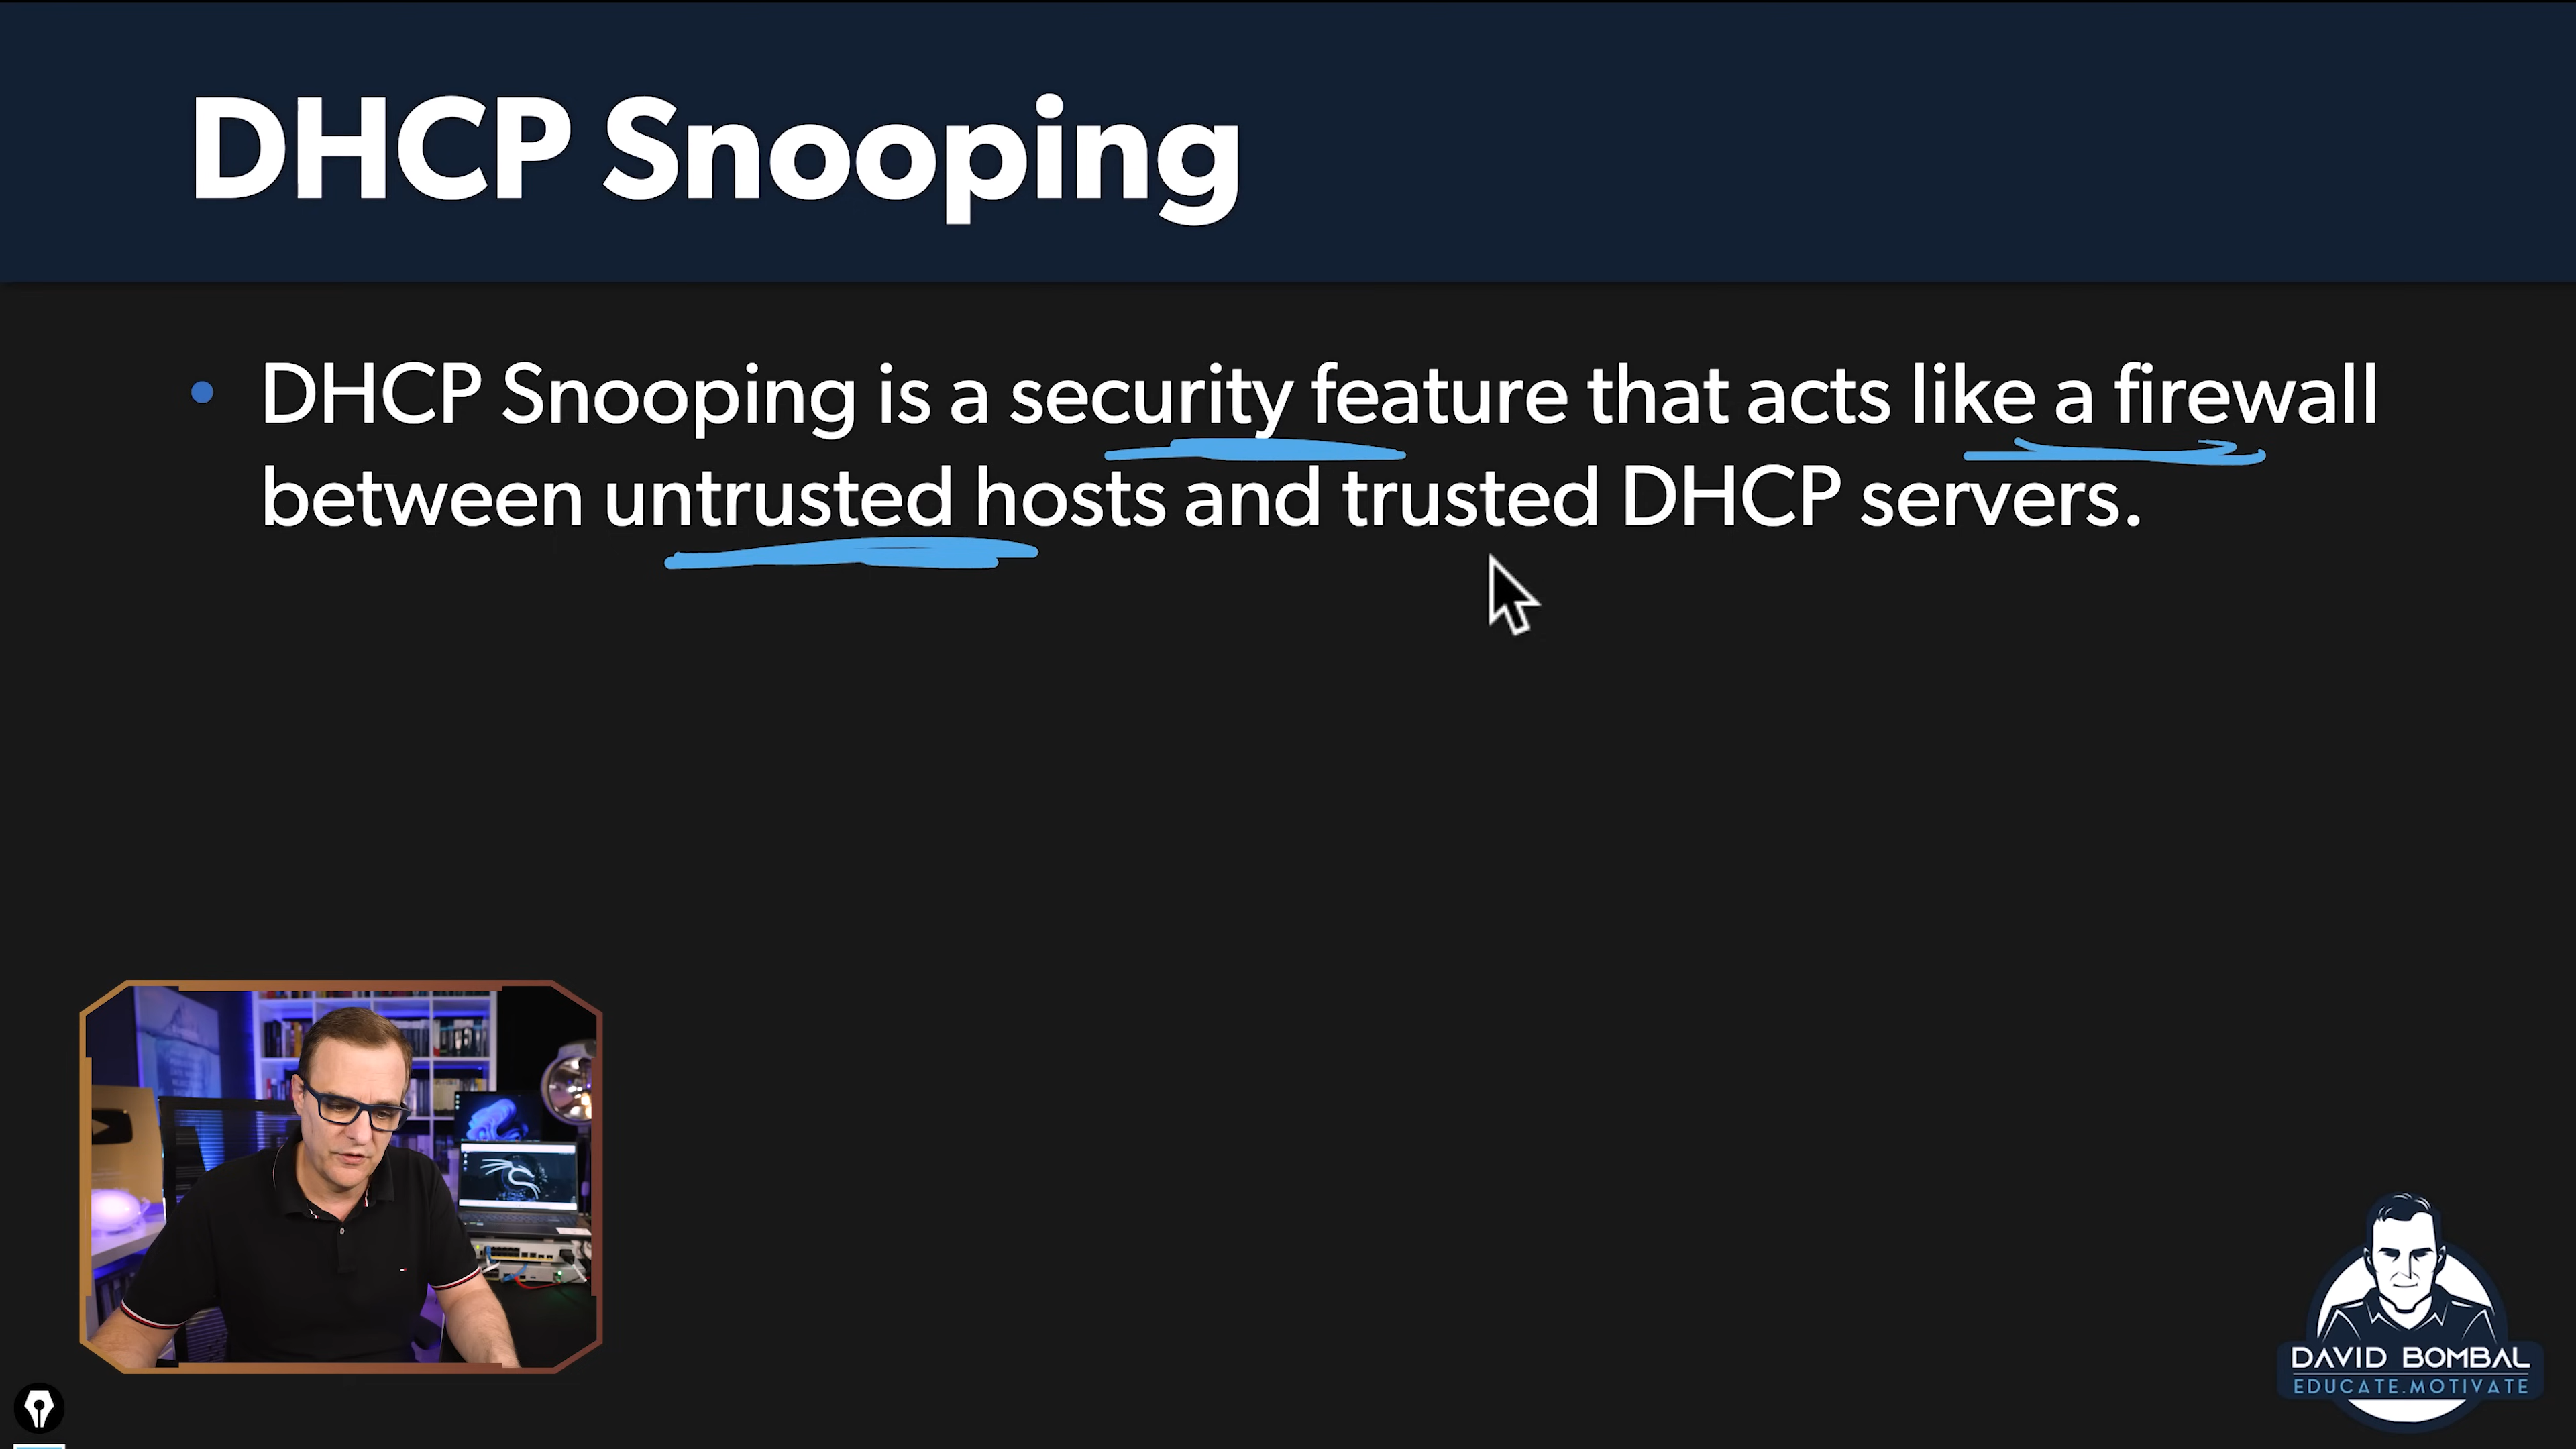 DHCP Snooping
DHCP Snooping is a security feature that acts like a firewall
between untrusted hosts and trusted DHCP servers.
DAVID BOMBAL
EDUCATE.MOTIVATE